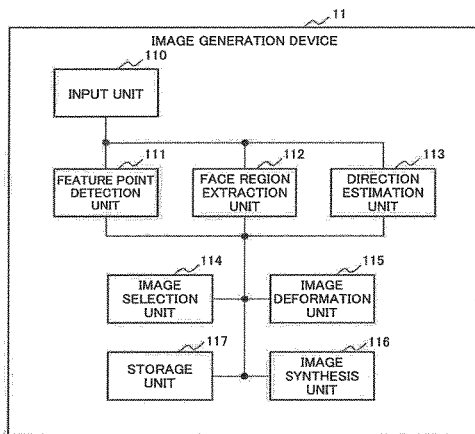 11
IMAGE GENERATION DEVICE
110
INPUT UNIT
111
FEATURE POINT
DETECTION
UNIT
112
FACE REGION
EXTRACTION
UNIT
113
DIRECTION
ESTIMATION
UNIT
114
IMAGE
SELECTION
UNIT
115
IMAGE
DEFORMATION
UNIT
117
STORAGE
UNIT
116
IMAGE
SYNTHESIS
UNIT